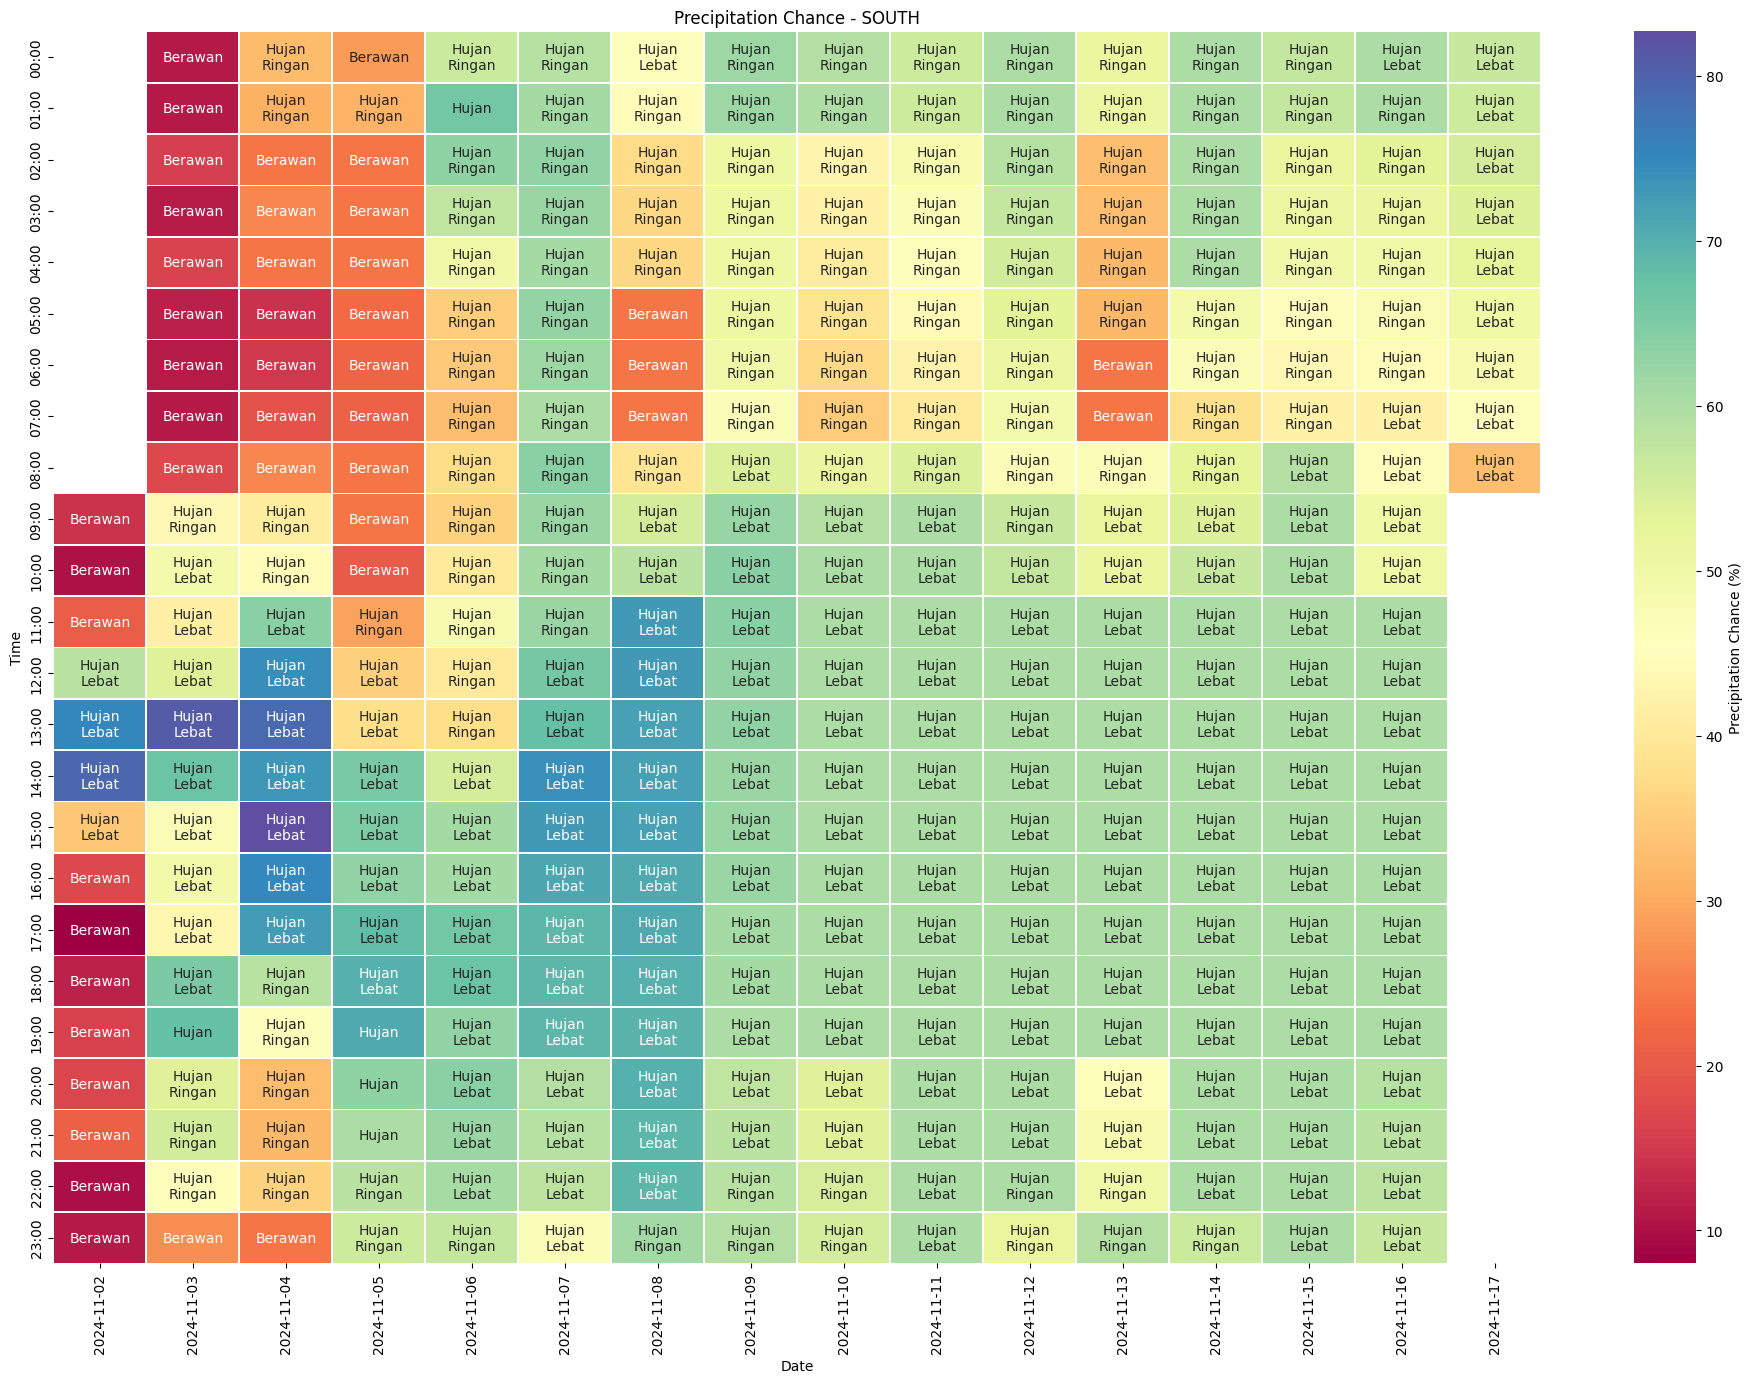 Precipitation Chance - SOUTH
00:00 Berawan Hujan Ringan Berawan Hujan Ringan Hujan Ringan Hujan Lebat Hujan Ringan Hujan Ringan Hujan Ringan Hujan Ringan Hujan Ringan Hujan Ringan Hujan Ringan Hujan Lebat Hujan Lebat
01:00 Berawan Hujan Ringan Hujan Ringan Hujan Hujan Ringan Hujan Ringan Hujan Ringan Hujan Ringan Hujan Ringan Hujan Ringan Hujan Ringan Hujan Ringan Hujan Ringan Hujan Ringan Hujan Lebat
02:00 Berawan Berawan Berawan Hujan Ringan Hujan Ringan Hujan Ringan Hujan Ringan Hujan Ringan Hujan Ringan Hujan Ringan Hujan Ringan Hujan Ringan Hujan Ringan Hujan Ringan Hujan Lebat
03:00 Berawan Berawan Berawan Hujan Ringan Hujan Ringan Hujan Ringan Hujan Ringan Hujan Ringan Hujan Ringan Hujan Ringan Hujan Ringan Hujan Ringan Hujan Ringan Hujan Ringan Hujan Lebat
04:00 Berawan Berawan Berawan Hujan Ringan Hujan Ringan Hujan Ringan Hujan Ringan Hujan Ringan Hujan Ringan Hujan Ringan Hujan Ringan Hujan Ringan Hujan Ringan Hujan Ringan Hujan Lebat
05:00 Berawan Berawan Berawan Hujan Ringan Hujan Ringan Berawan Hujan Ringan Hujan Ringan Hujan Ringan Hujan Ringan Hujan Ringan Hujan Ringan Hujan Ringan Hujan Ringan Hujan Lebat
06:00 Berawan Berawan Berawan Hujan Ringan Hujan Ringan Berawan Hujan Ringan Hujan Ringan Hujan Ringan Hujan Ringan Berawan Hujan Ringan Hujan Ringan Hujan Ringan Hujan Lebat
07:00 Berawan Berawan Berawan Hujan Ringan Hujan Ringan Berawan Hujan Ringan Hujan Ringan Hujan Ringan Hujan Ringan Berawan Hujan Ringan Hujan Ringan Hujan Lebat Hujan Lebat
08:00 Berawan Berawan Berawan Hujan Ringan Hujan Ringan Hujan Ringan Hujan Lebat Hujan Ringan Hujan Ringan Hujan Ringan Hujan Ringan Hujan Ringan Hujan Lebat Hujan Lebat Hujan Lebat
09:00 Berawan Hujan Ringan Hujan Ringan Berawan Hujan Ringan Hujan Ringan Hujan Lebat Hujan Lebat Hujan Lebat Hujan Lebat Hujan Ringan Hujan Lebat Hujan Lebat Hujan Lebat Hujan Lebat
10:00 Berawan Hujan Lebat Hujan Ringan Berawan Hujan Ringan Hujan Ringan Hujan Lebat Hujan Lebat Hujan Lebat Hujan Lebat Hujan Lebat Hujan Lebat Hujan Lebat Hujan Lebat Hujan Lebat
11:00 Berawan Hujan Lebat Hujan Lebat Hujan Ringan Hujan Ringan Hujan Ringan Hujan Lebat Hujan Lebat Hujan Lebat Hujan Lebat Hujan Lebat Hujan Lebat Hujan Lebat Hujan Lebat Hujan Lebat
12:00 Hujan Lebat Hujan Lebat Hujan Lebat Hujan Lebat Hujan Ringan Hujan Lebat Hujan Lebat Hujan Lebat Hujan Lebat Hujan Lebat Hujan Lebat Hujan Lebat Hujan Lebat Hujan Lebat Hujan Lebat
13:00 Hujan Lebat Hujan Lebat Hujan Lebat Hujan Lebat Hujan Ringan Hujan Lebat Hujan Lebat Hujan Lebat Hujan Lebat Hujan Lebat Hujan Lebat Hujan Lebat Hujan Lebat Hujan Lebat Hujan Lebat
14:00 Hujan Lebat Hujan Lebat Hujan Lebat Hujan Lebat Hujan Lebat Hujan Lebat Hujan Lebat Hujan Lebat Hujan Lebat Hujan Lebat Hujan Lebat Hujan Lebat Hujan Lebat Hujan Lebat Hujan Lebat
15:00 Hujan Lebat Hujan Lebat Hujan Lebat Hujan Lebat Hujan Lebat Hujan Lebat Hujan Lebat Hujan Lebat Hujan Lebat Hujan Lebat Hujan Lebat Hujan Lebat Hujan Lebat Hujan Lebat Hujan Lebat
16:00 Berawan Hujan Lebat Hujan Lebat Hujan Lebat Hujan Lebat Hujan Lebat Hujan Lebat Hujan Lebat Hujan Lebat Hujan Lebat Hujan Lebat Hujan Lebat Hujan Lebat Hujan Lebat Hujan Lebat
17:00 Berawan Hujan Lebat Hujan Lebat Hujan Lebat Hujan Lebat Hujan Lebat Hujan Lebat Hujan Lebat Hujan Lebat Hujan Lebat Hujan Lebat Hujan Lebat Hujan Lebat Hujan Lebat Hujan Lebat
18:00 Berawan Hujan Lebat Hujan Ringan Hujan Lebat Hujan Lebat Hujan Lebat Hujan Lebat Hujan Lebat Hujan Lebat Hujan Lebat Hujan Lebat Hujan Lebat Hujan Lebat Hujan Lebat Hujan Lebat
19:00 Berawan Hujan Hujan Ringan Hujan Hujan Lebat Hujan Lebat Hujan Lebat Hujan Lebat Hujan Lebat Hujan Lebat Hujan Lebat Hujan Lebat Hujan Lebat Hujan Lebat Hujan Lebat
20:00 Berawan Hujan Ringan Hujan Ringan Hujan Hujan Lebat Hujan Lebat Hujan Lebat Hujan Lebat Hujan Lebat Hujan Lebat Hujan Lebat Hujan Lebat Hujan Lebat Hujan Lebat Hujan Lebat
21:00 Berawan Hujan Ringan Hujan Ringan Hujan Hujan Lebat Hujan Lebat Hujan Lebat Hujan Lebat Hujan Lebat Hujan Lebat Hujan Lebat Hujan Lebat Hujan Lebat Hujan Lebat Hujan Lebat
22:00 Berawan Hujan Ringan Hujan Ringan Hujan Ringan Hujan Lebat Hujan Lebat Hujan Lebat Hujan Ringan Hujan Ringan Hujan Lebat Hujan Ringan Hujan Ringan Hujan Lebat Hujan Lebat Hujan Lebat
23:00 Berawan Berawan Berawan Hujan Ringan Hujan Ringan Hujan Lebat Hujan Ringan Hujan Ringan Hujan Ringan Hujan Lebat Hujan Ringan Hujan Ringan Hujan Ringan Hujan Lebat Hujan Lebat
Time
2024-11-02 2024-11-03 2024-11-04 2024-11-05 2024-11-06 2024-11-07 2024-11-08 2024-11-09 2024-11-10 2024-11-11 2024-11-12 2024-11-13 2024-11-14 2024-11-15 2024-11-16 2024-11-17
Date
80
70
60
50
40
30
20
10
Precipitation Chance (%)